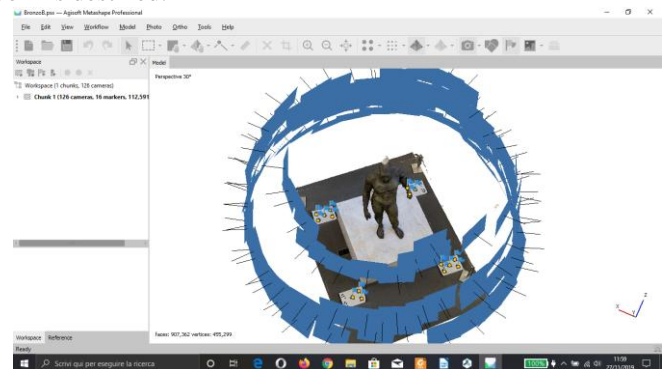 BronzoB.psx — Agisoft Metashape Professional
File Edit View Workflow Model Photo Ortho Tools Help
Workspace
Model
Workspace (1 chunks, 126 cameras)
Chunk 1 (126 cameras, 16 markers, 112,591
Perspective 30°
X
Y
Z
faces: 907,362 vertices: 455,299
Workspace Reference
Ready
Scrivi qui per eseguire la ricerca
100%
11:59
27/11/2019